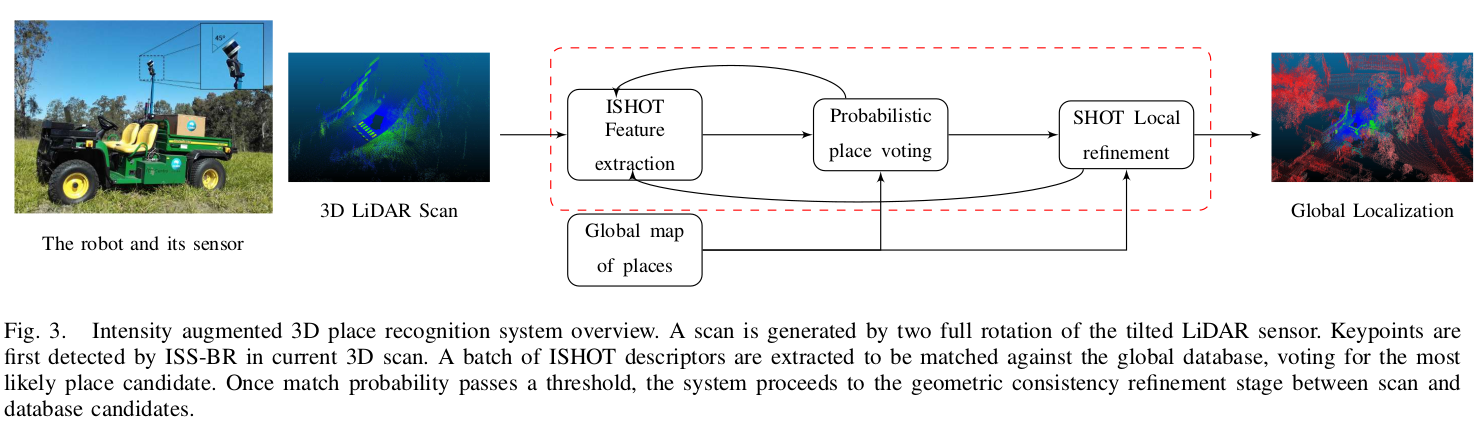 45°
The robot and its sensor
3D LiDAR Scan
ISHOT
Feature
extraction
Probabilistic
place voting
SHOT Local
refinement
Global map
of places
Global Localization
Fig. 3. Intensity augmented 3D place recognition system overview. A scan is generated by two full rotation of the tilted LiDAR sensor. Keypoints are
first detected by ISS-BR in current 3D scan. A batch of ISHOT descriptors are extracted to be matched against the global database, voting for the most
likely place candidate. Once match probability passes a threshold, the system proceeds to the geometric consistency refinement stage between scan and
database candidates.